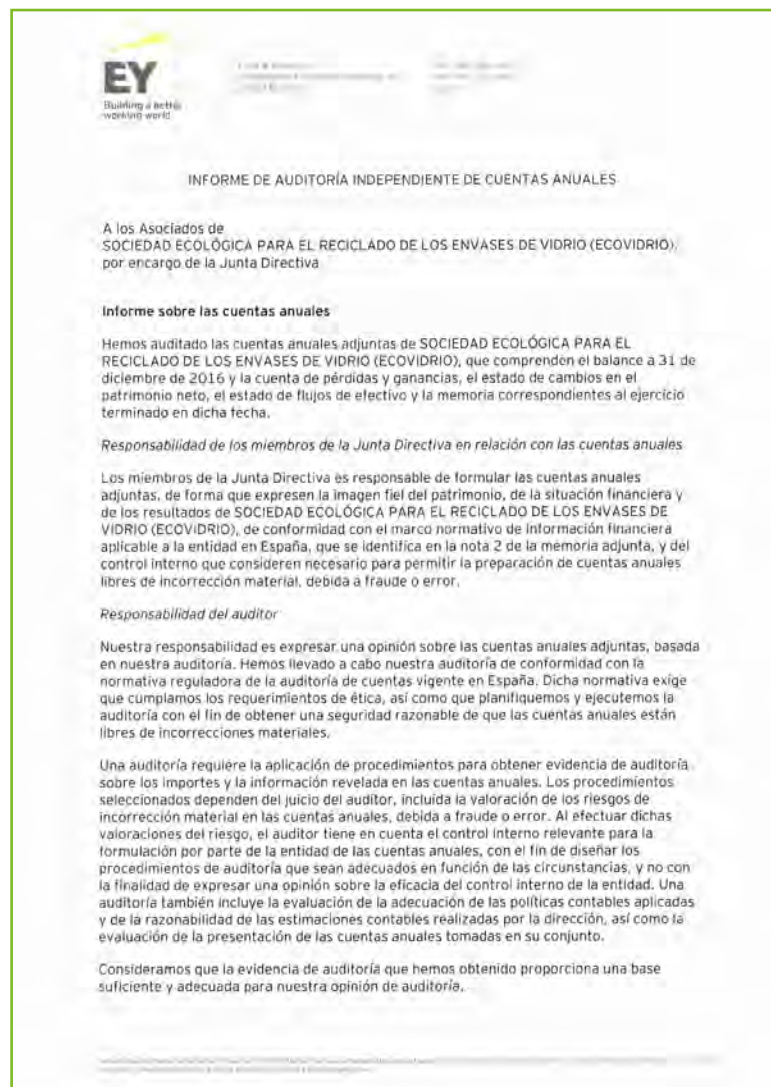 EY
Building a better
working world
INFORME DE AUDITORÍA INDEPENDIENTE DE CUENTAS ANUALES
A los Asociados de
SOCIEDAD ECOLÓGICA PARA EL RECICLADO DE LOS ENVASES DE VIDRIO (ECOVIDRIO),
por encargo de la Junta Directiva
Informe sobre las cuentas anuales
Hemos auditado las cuentas anuales adjuntas de SOCIEDAD ECOLÓGICA PARA EL
RECICLADO DE LOS ENVASES DE VIDRIO (ECOVIDRIO), que comprenden el balance a 31 de
diciembre de 2016 y la cuenta de pérdidas y ganancias, el estado de cambios en el
patrimonio neto, el estado de flujos de efectivo y la memoria correspondientes al ejercicio
terminado en dicha fecha.
Responsabilidad de los miembros de la Junta Directiva en relación con las cuentas anuales
Los miembros de la Junta Directiva es responsable de formular las cuentas anuales
adjuntas, de forma que expresen la imagen fiel del patrimonio, de la situación financiera y
de los resultados de SOCIEDAD ECOLÓGICA PARA EL RECICLADO DE LOS ENVASES DE
VIDRIO (ECOVIDRIO), de conformidad con el marco normativo de información financiera
aplicable a la entidad en España, que se identifica en la nota 2 de la memoria adjunta, y del
control interno que consideren necesario para permitir la preparación de cuentas anuales
libres de incorrección material, debida a fraude o error.
Responsabilidad del auditor
Nuestra responsabilidad es expresar una opinión sobre las cuentas anuales adjuntas, basada
en nuestra auditoría. Hemos llevado a cabo nuestra auditoría de conformidad con la
normativa reguladora de la auditoría de cuentas vigente en España. Dicha normativa exige
que cumplamos los requerimientos de ética, así como que planifiquemos y ejecutemos la
auditoría con el fin de obtener una seguridad razonable de que las cuentas anuales están
libres de incorrecciones materiales.
Una auditoría requiere la aplicación de procedimientos para obtener evidencia de auditoría
sobre los importes y la información revelada en las cuentas anuales. Los procedimientos
seleccionados dependen del juicio del auditor, incluida la valoración de los riesgos de
incorrección material en las cuentas anuales, debida a fraude o error. Al efectuar dichas
valoraciones del riesgo, el auditor tiene en cuenta el control interno relevante para la
formulación por parte de la entidad de las cuentas anuales, con el fin de diseñar los
procedimientos de auditoría que sean adecuados en función de las circunstancias, y no con
la finalidad de expresar una opinión sobre la eficacia del control interno de la entidad. Una
auditoría también incluye la evaluación de la adecuación de las políticas contables aplicadas
y de la razonabilidad de las estimaciones contables realizadas por la dirección, así como la
evaluación de la presentación de las cuentas anuales tomadas en su conjunto.
Consideramos que la evidencia de auditoría que hemos obtenido proporciona una base
suficiente y adecuada para nuestra opinión de auditoría.